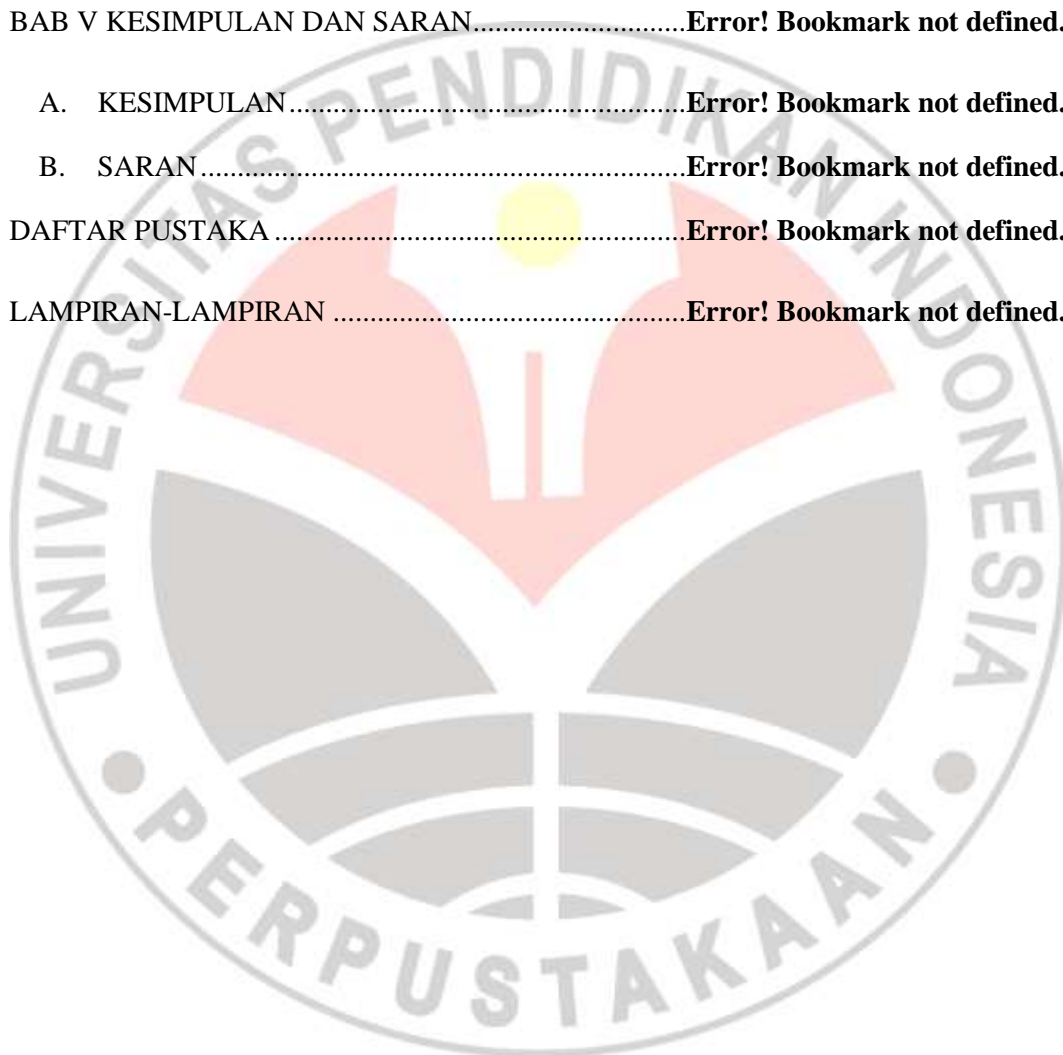 BAB V KESIMPULAN DAN SARAN.............................Error! Bookmark not defined.
A. KESIMPULAN......................................................Error! Bookmark not defined.
B. SARAN..................................................................Error! Bookmark not defined.
DAFTAR PUSTAKA ........................................................Error! Bookmark not defined.
LAMPIRAN-LAMPIRAN ................................................Error! Bookmark not defined.
UNIVERSITAS PENDIDIKAN INDONESIA
PERPUSTAKAAN